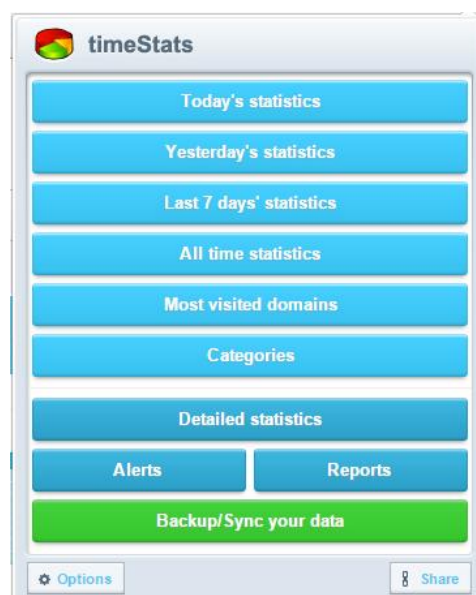 timeStats
Today's statistics
Yesterday's statistics
Last 7 days' statistics
All time statistics
Most visited domains
Categories
Detailed statistics
Alerts Reports
Backup/Sync your data
Options Share